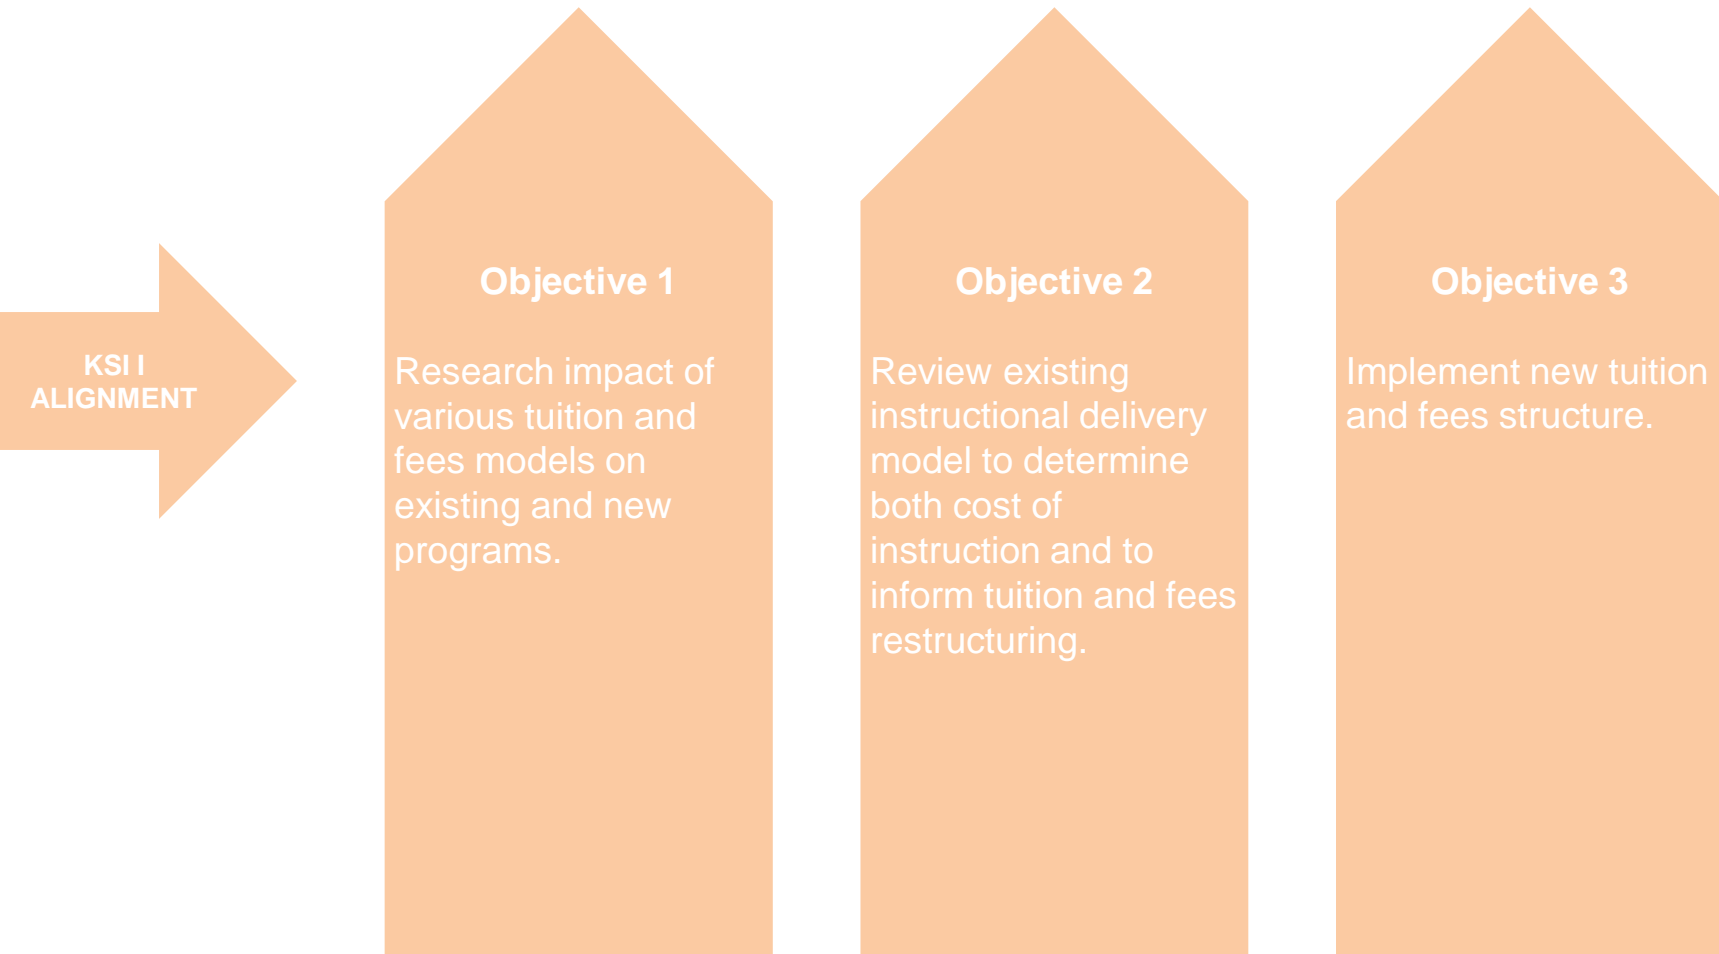 KSI I
ALIGNMENT
Objective 1
Research impact of
various tuition and
fees models on
existing and new
programs.
Objective 2
Review existing
instructional delivery
model to determine
both cost of
instruction and to
inform tuition and fees
restructuring.
Objective 3
Implement new tuition
and fees structure.